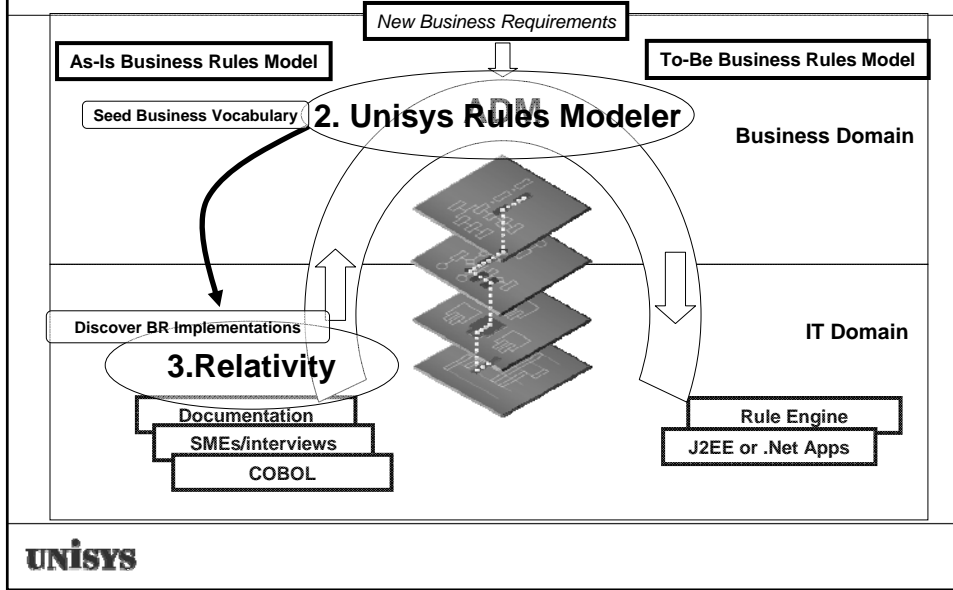 New Business Requirements
As-Is Business Rules Model
To-Be Business Rules Model
Seed Business Vocabulary
ADM
2. Unisys Rules Modeler
Business Domain
Discover BR Implementations
IT Domain
3.Relativity
Documentation
SMEs/interviews
COBOL
Rule Engine
J2EE or .Net Apps
UNISYS